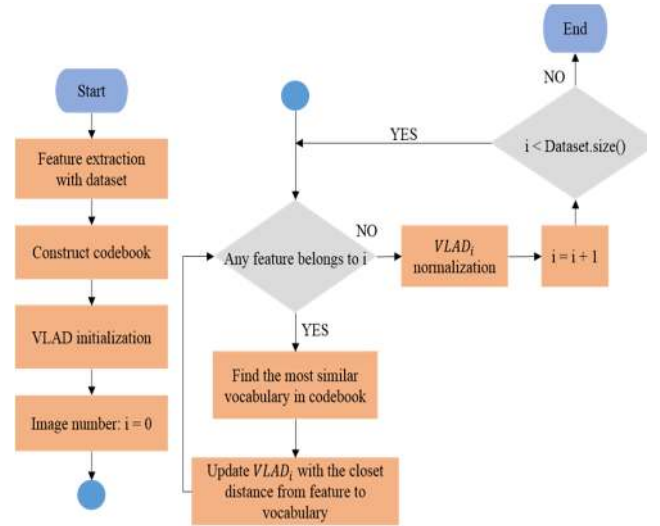 Start
Feature extraction
with dataset
Construct codebook
VLAD initialization
Image number: i = 0
Any feature belongs to i
YES
Find the most similar
vocabulary in codebook
Update VLADᵢ with the closet
distance from feature to
vocabulary
NO
VLADᵢ
normalization
i = i + 1
i < Dataset.size()
YES
NO
End